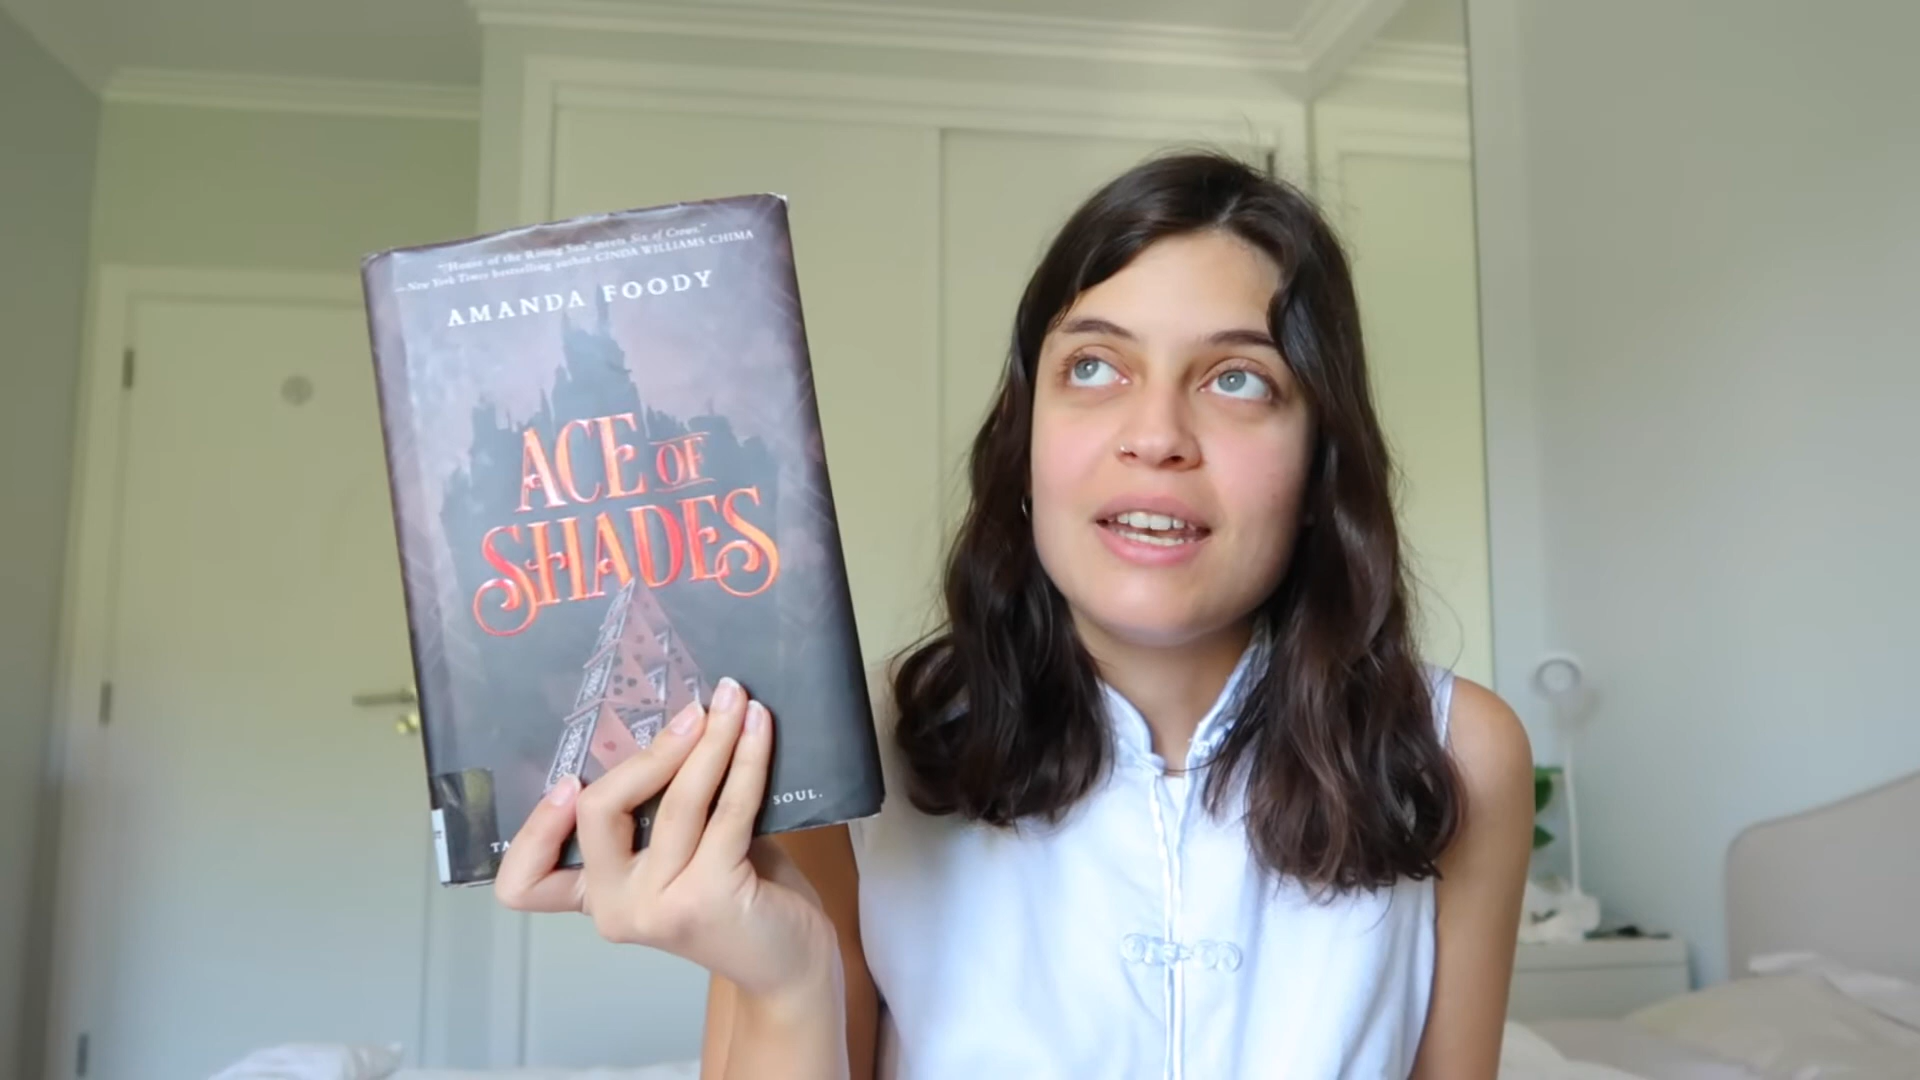 "'House of the Rising Sun' meets Six of Crows."
—New York Times bestselling author CINDA WILLIAMS CHIMA
AMANDA FOODY
ACE OF
SHADES
SOUL.